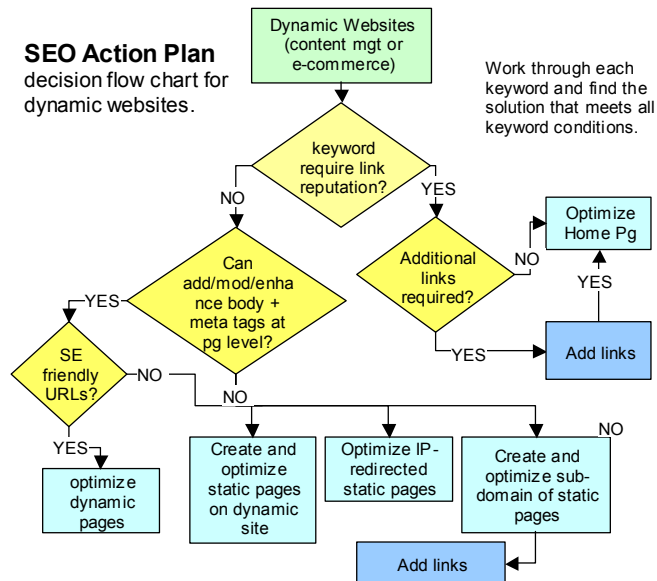 SEO Action Plan
decision flow chart for
dynamic websites.
Dynamic Websites
(content mgt or
e-commerce)
Work through each
keyword and find the
solution that meets all
keyword conditions.
keyword
require link
reputation?
NO
YES
Can
add/mod/enha
nce body +
meta tags at
pg level?
Additional
links
required?
NO
Optimize
Home Pg
YES
YES
Add links
YES
SE
friendly
URLs?
NO
NO
YES
optimize
dynamic
pages
Create and
optimize
static pages
on dynamic
site
Optimize IP-
redirected
static pages
NO
Create and
optimize sub-
domain of static
pages
Add links